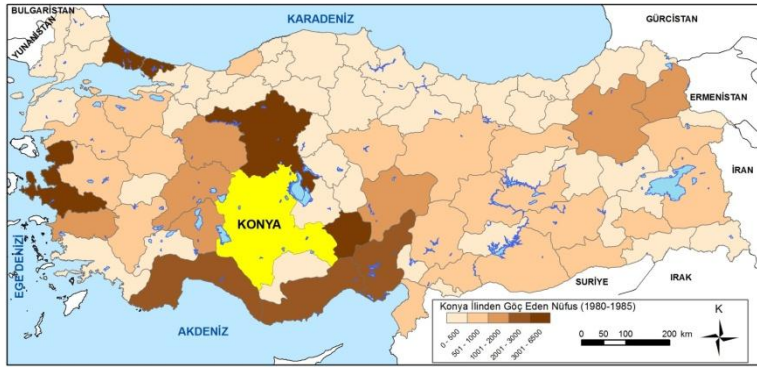 BULGARİSTAN
YUNANİSTAN
KARADENİZ
GÜRCİSTAN
ERMENİSTAN
İRAN
KONYA
EGE DENİZİ
AKDENİZ
SURİYE
IRAK
Konya İlinden Göç Eden Nüfus (1980-1985)
0 - 500
501 - 1000
1001 - 2000
2001 - 3000
3001 - 6500
0 50 100 200 km
K